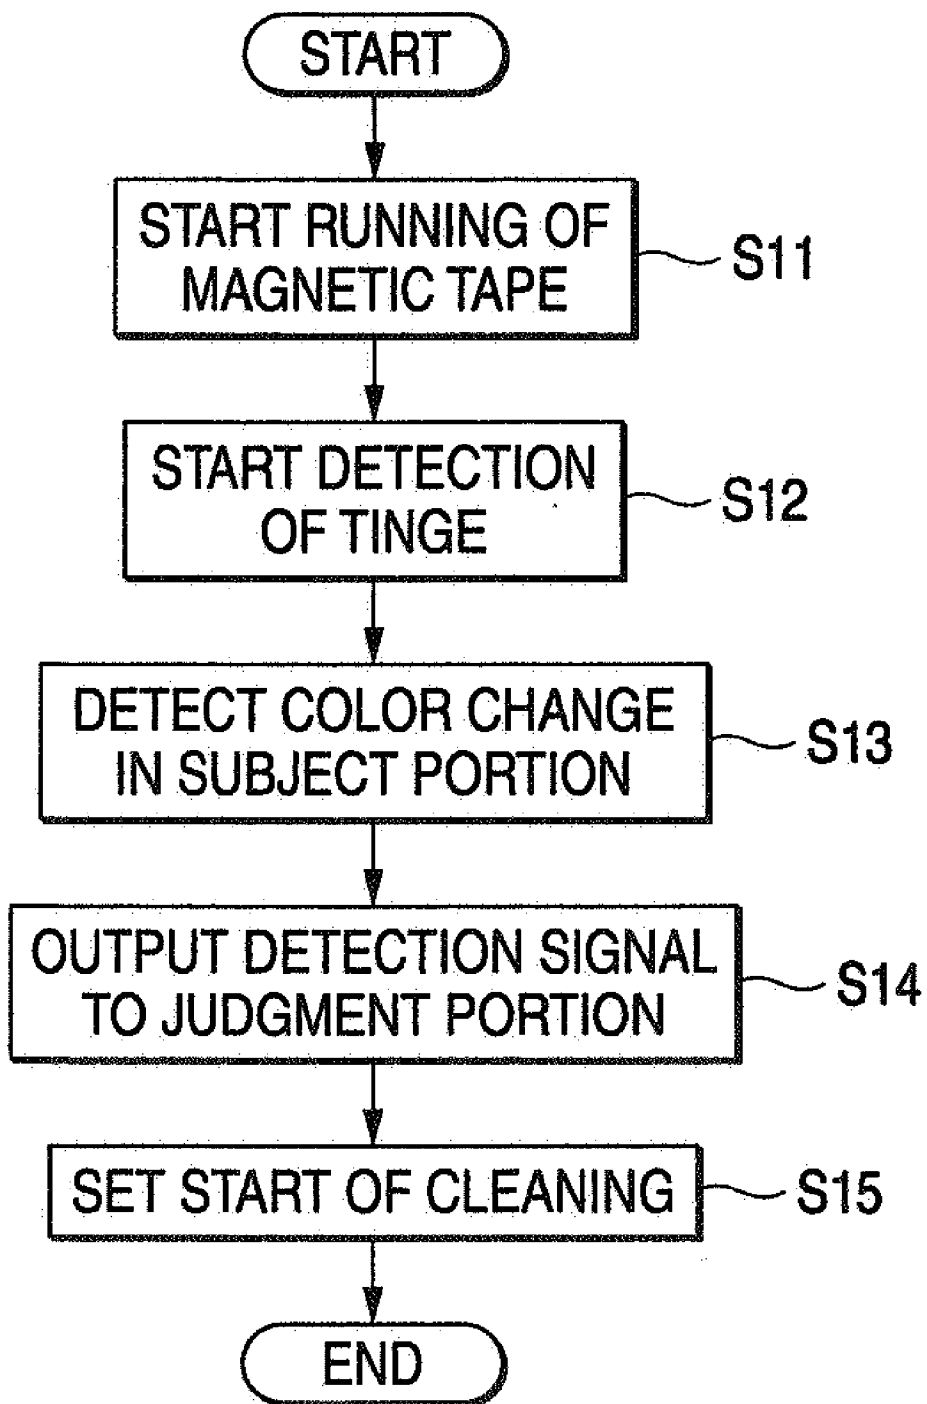 START
START RUNNING OF
MAGNETIC TAPE
S11
START DETECTION
OF TINGE
S12
DETECT COLOR CHANGE
IN SUBJECT PORTION
S13
OUTPUT DETECTION SIGNAL
TO JUDGMENT PORTION
S14
SET START OF CLEANING
S15
END